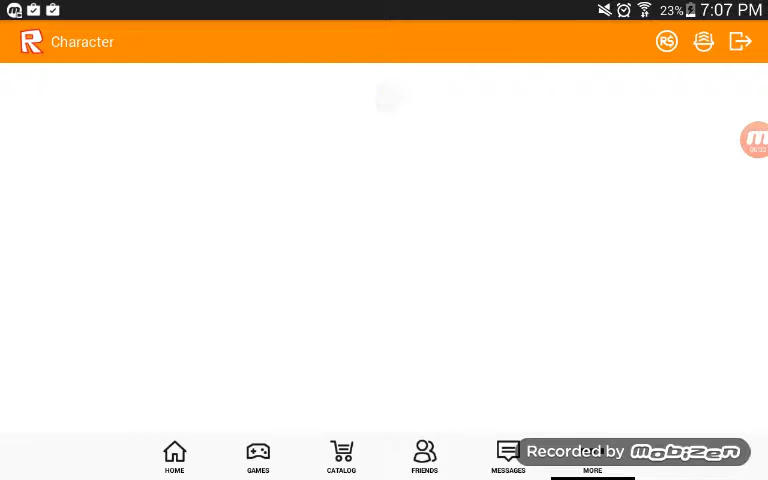 23% 7:07 PM
R Character
R$
HOME GAMES CATALOG FRIENDS MESSAGES MORE
Recorded by mobizen